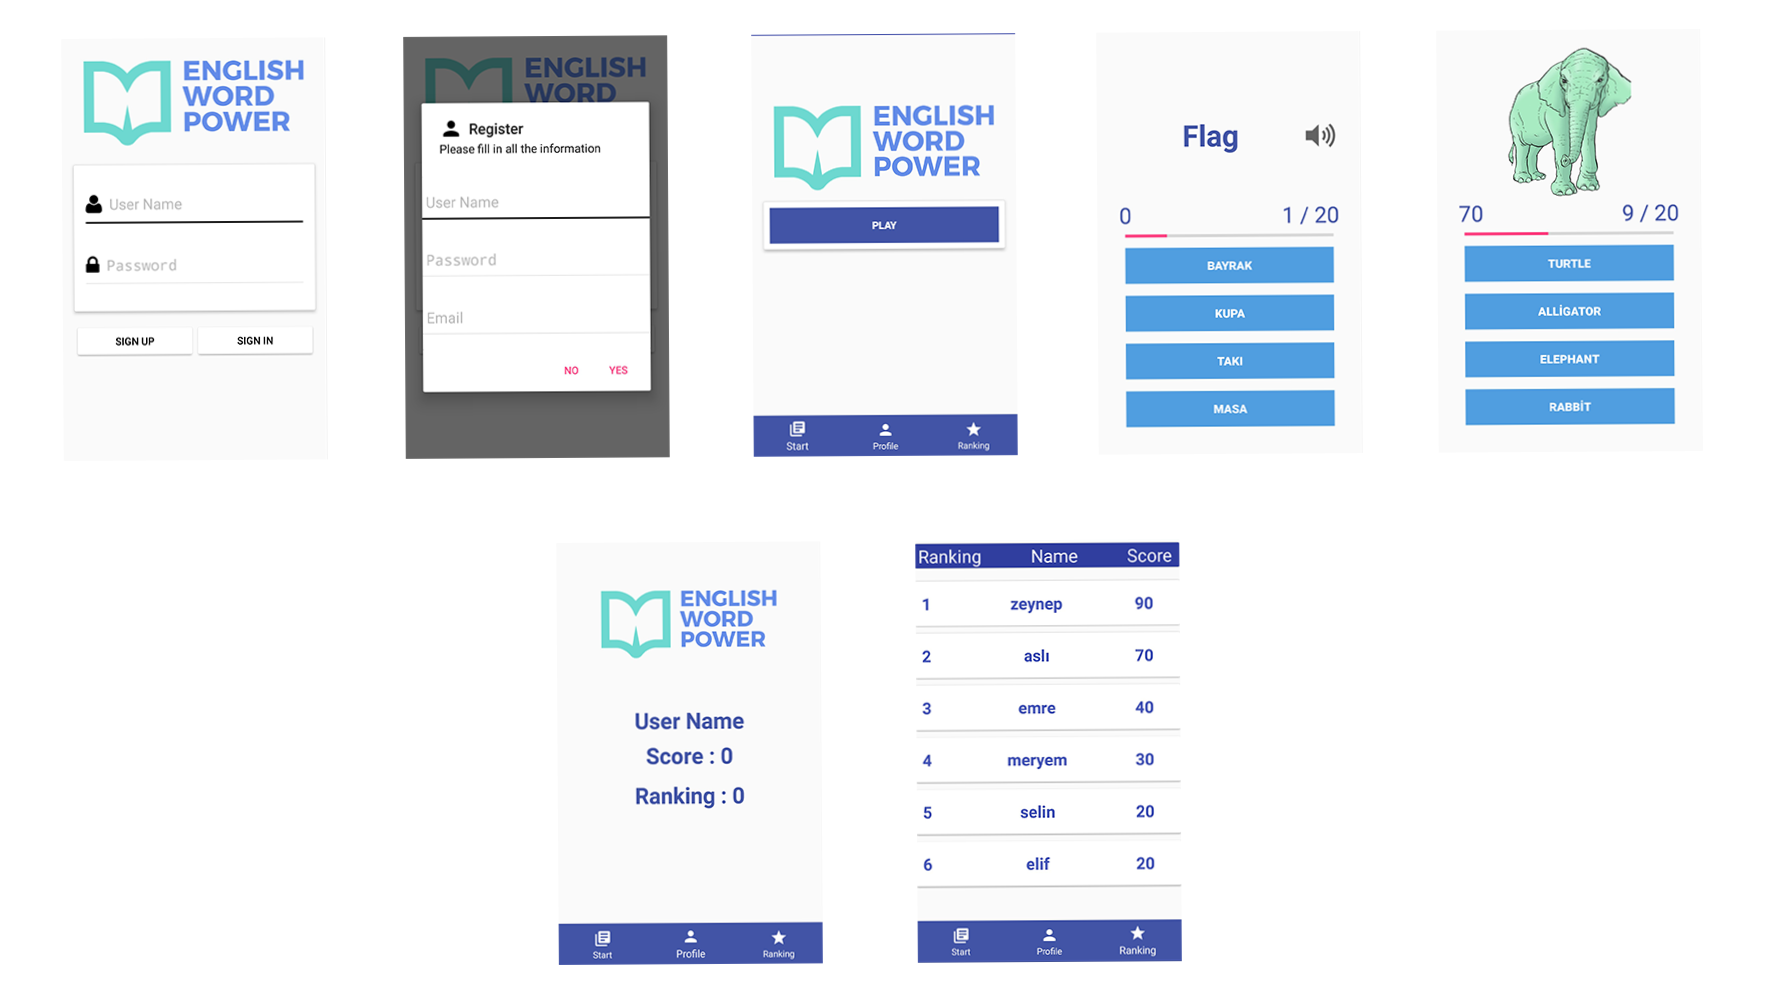 ENGLISH
WORD
POWER
User Name
Password
SIGN UP
SIGN IN
ENGLISH
WORD
Register
Please fill in all the information
User Name
Password
Email
NO
YES
ENGLISH
WORD
POWER
PLAY
Start
Profile
Ranking
Flag
0
1 / 20
BAYRAK
KUPA
TAKI
MASA
70
9 / 20
TURTLE
ALLİGATOR
ELEPHANT
RABBİT
ENGLISH
WORD
POWER
User Name
Score : 0
Ranking : 0
Start
Profile
Ranking
Ranking Name Score
1 zeynep 90
2 aslı 70
3 emre 40
4 meryem 30
5 selin 20
6 elif 20
Start
Profile
Ranking